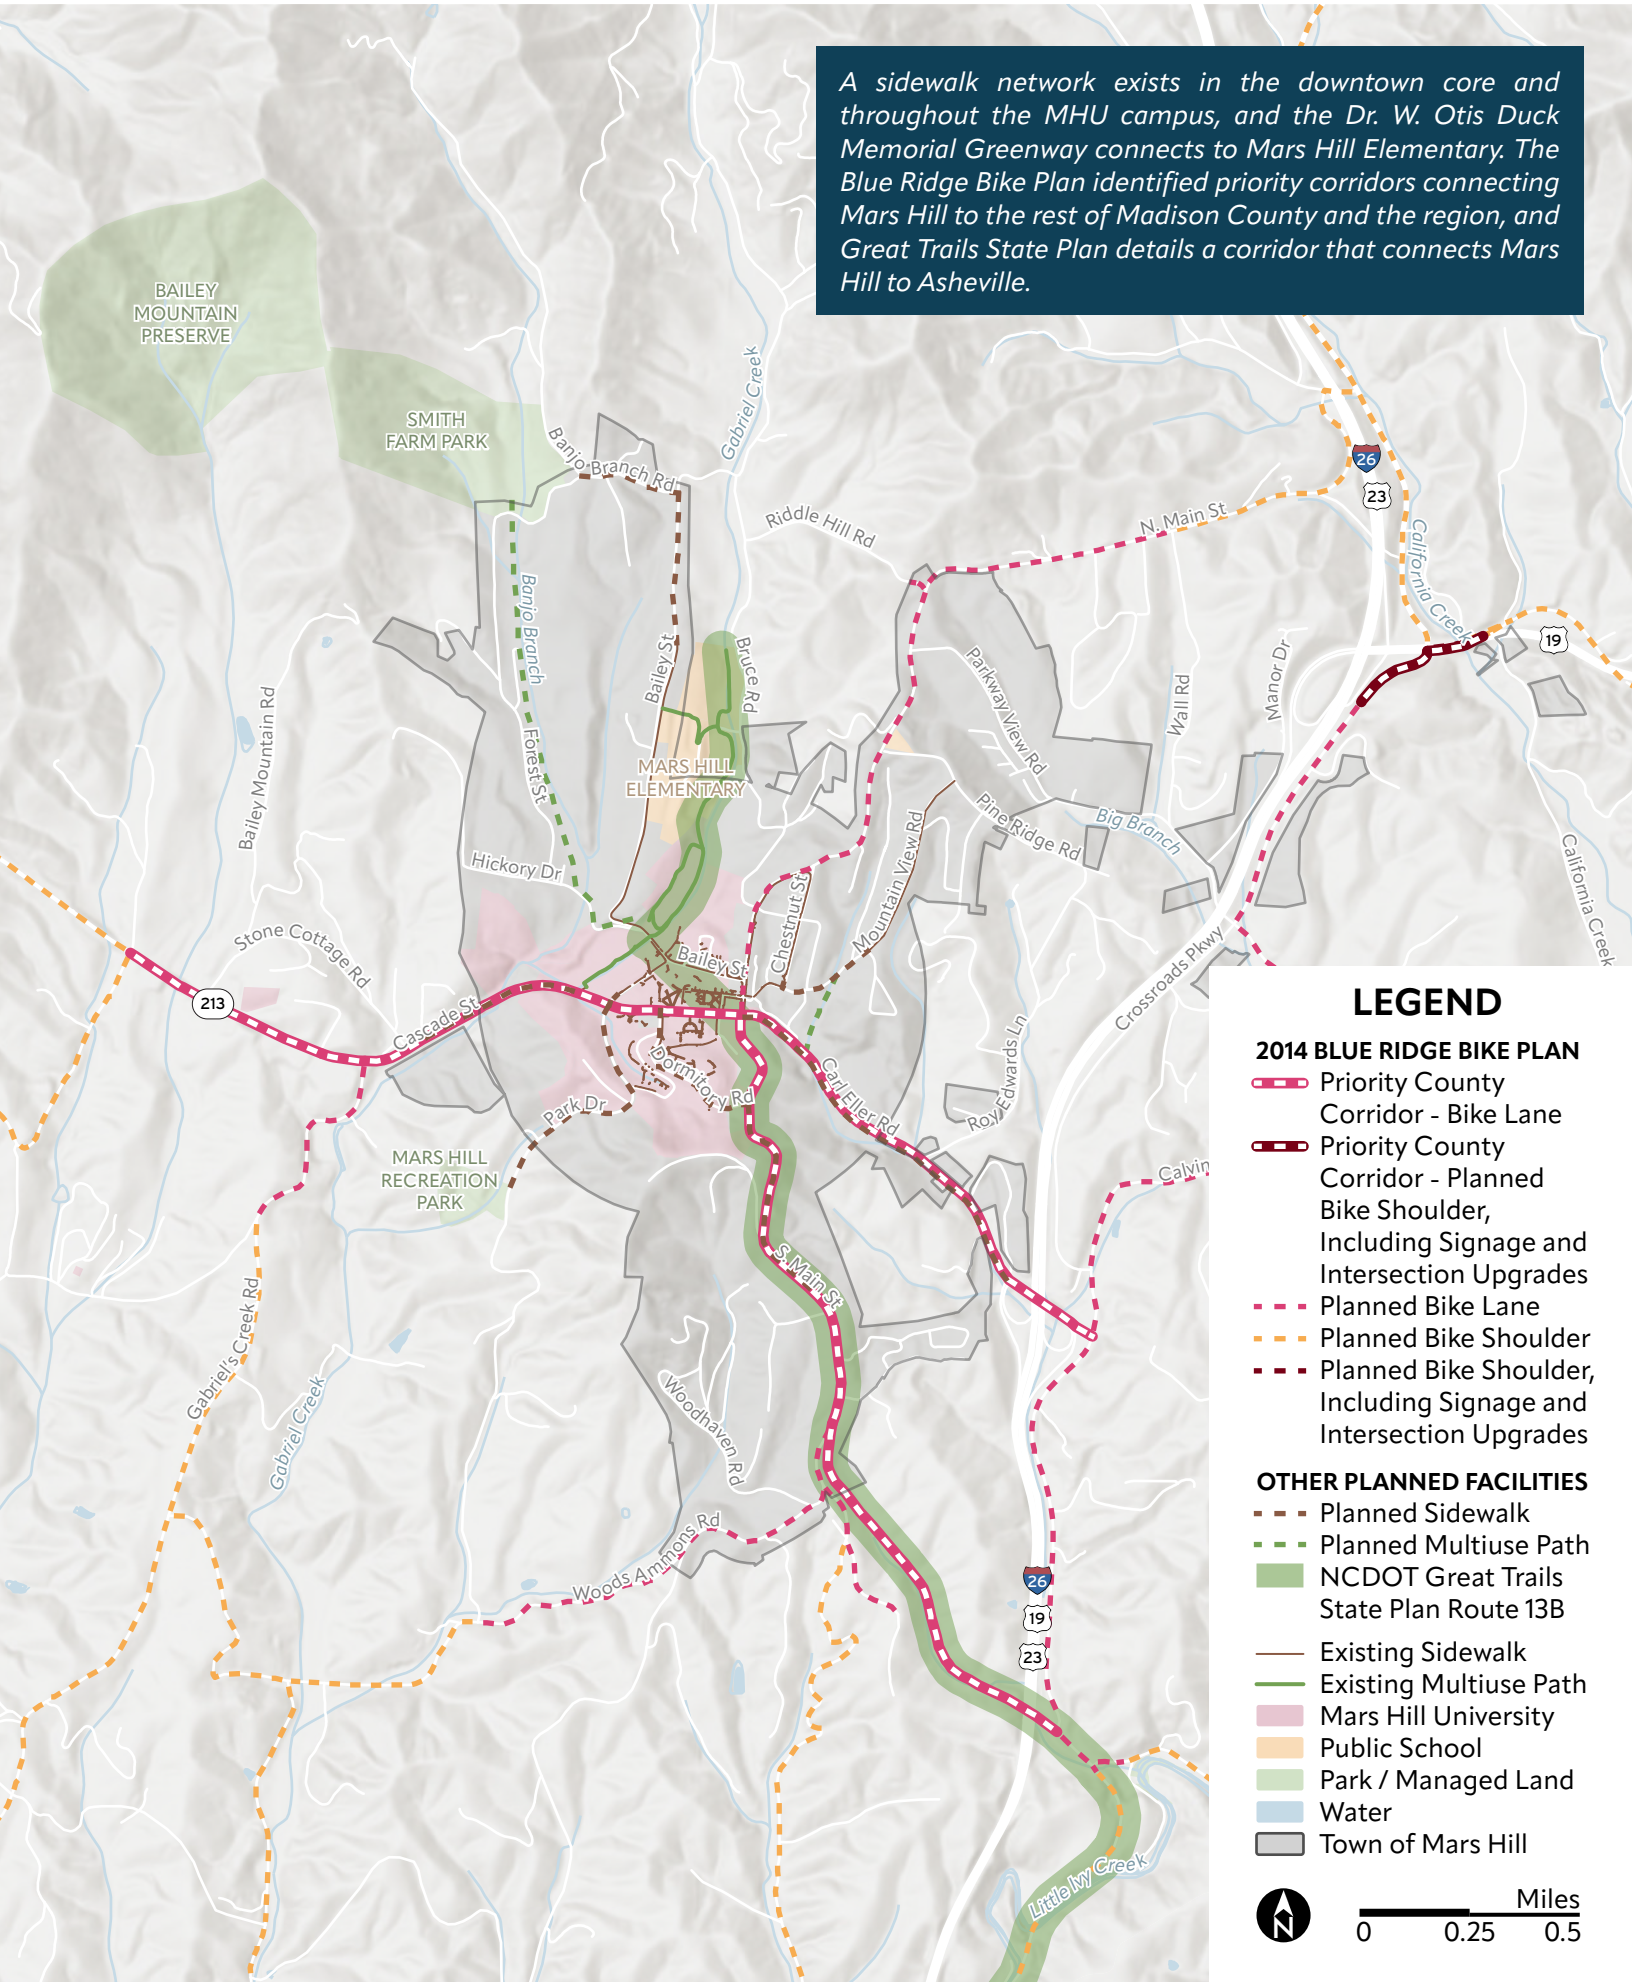 A sidewalk network exists in the downtown core and
throughout the MHU campus, and the Dr. W. Otis Duck
Memorial Greenway connects to Mars Hill Elementary. The
Blue Ridge Bike Plan identified priority corridors connecting
Mars Hill to the rest of Madison County and the region, and
Great Trails State Plan details a corridor that connects Mars
Hill to Asheville.
BAILEY
MOUNTAIN
PRESERVE
SMITH
FARM PARK
Gabriel Creek
Banjo Branch Rd
26
23
Riddle Hill Rd
N. Main St
California Creek
Banjo Branch
19
Bailey St
Bruce Rd
Parkway View Rd
Wall Rd
Manor Dr
Bailey Mountain Rd
Forest St
MARS HILL
ELEMENTARY
Pine Ridge Rd
Big Branch
Mountain View Rd
Hickory Dr
California Creek
Chestnut St
Stone Cottage Rd
Bailey St
Crossroads Pkwy
213
Cascade St
Dormitory Rd
Carl Eller Rd
Roy Edwards Ln
Park Dr
MARS HILL
RECREATION
PARK
Calvin
S. Main St
Gabriel's Creek Rd
Gabriel Creek
Woodhaven Rd
Woods Ammons Rd
26
19
23
Little Ivy Creek
LEGEND
2014 BLUE RIDGE BIKE PLAN
Priority County
Corridor - Bike Lane
Priority County
Corridor - Planned
Bike Shoulder,
Including Signage and
Intersection Upgrades
Planned Bike Lane
Planned Bike Shoulder
Planned Bike Shoulder,
Including Signage and
Intersection Upgrades
OTHER PLANNED FACILITIES
Planned Sidewalk
Planned Multiuse Path
NCDOT Great Trails
State Plan Route 13B
Existing Sidewalk
Existing Multiuse Path
Mars Hill University
Public School
Park / Managed Land
Water
Town of Mars Hill
N
Miles
0 0.25 0.5